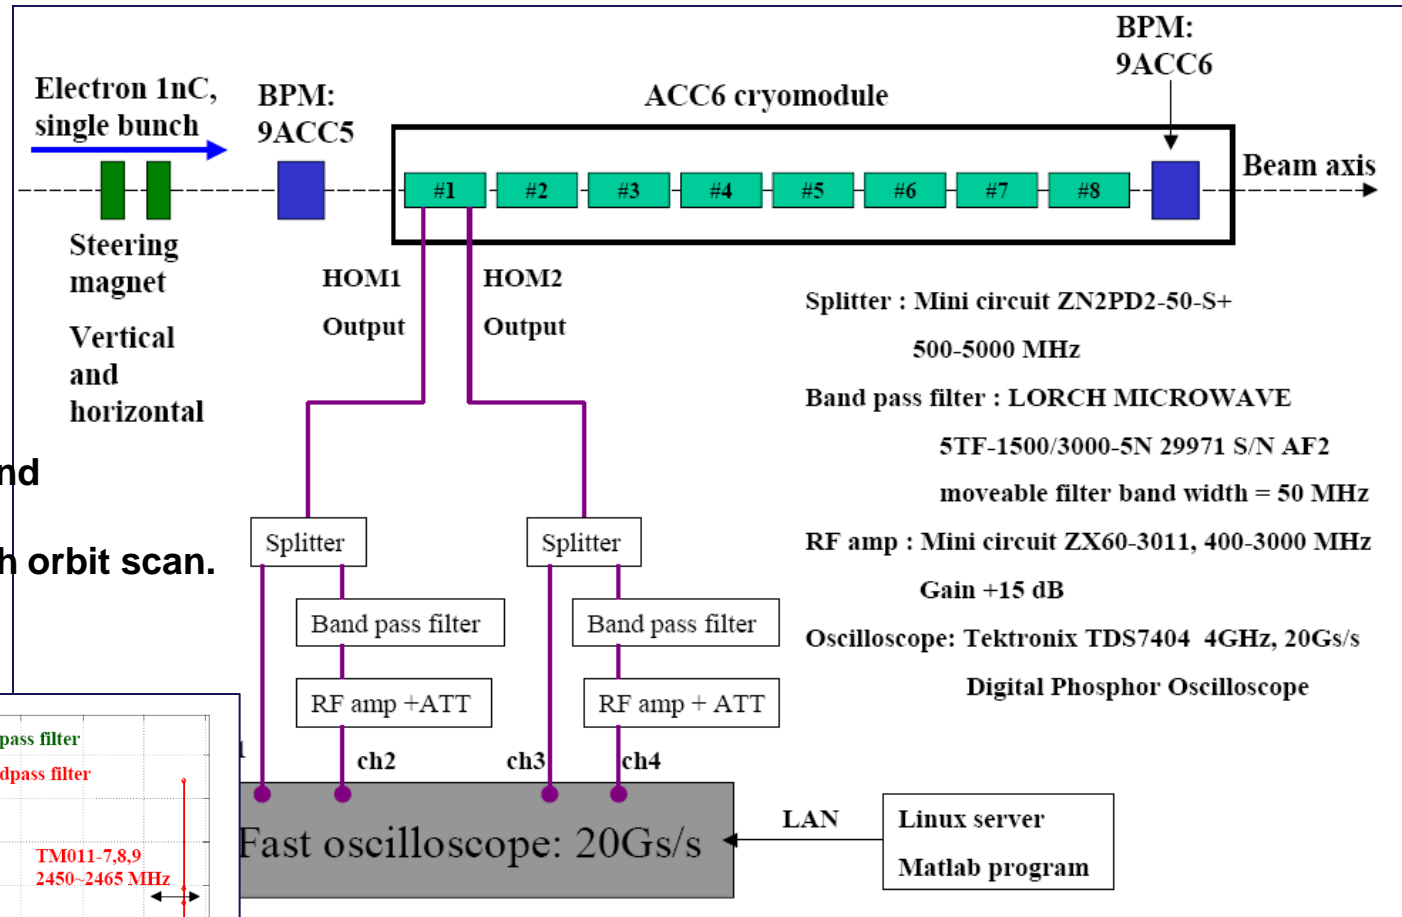 Electron 1nC,
single bunch
BPM:
9ACC5
ACC6 cryomodule
BPM:
9ACC6
Beam axis
#1 #2 #3 #4 #5 #6 #7 #8
Steering
magnet
Vertical
and
horizontal
HOM1
Output
HOM2
Output
Splitter : Mini circuit ZN2PD2-50-S+
500-5000 MHz
Band pass filter : LORCH MICROWAVE
5TF-1500/3000-5N 29971 S/N AF2
moveable filter band width = 50 MHz
RF amp : Mini circuit ZX60-3011, 400-3000 MHz
Gain +15 dB
Oscilloscope: Tektronix TDS7404 4GHz, 20Gs/s
Digital Phosphor Oscilloscope
orbit scan.
Splitter
Splitter
Band pass filter
Band pass filter
RF amp +ATT
RF amp + ATT
ch2
ch3
ch4
Fast oscilloscope: 20Gs/s
LAN
Linux server
Matlab program
pass filter
dpass filter
TM011-7,8,9
2450~2465 MHz